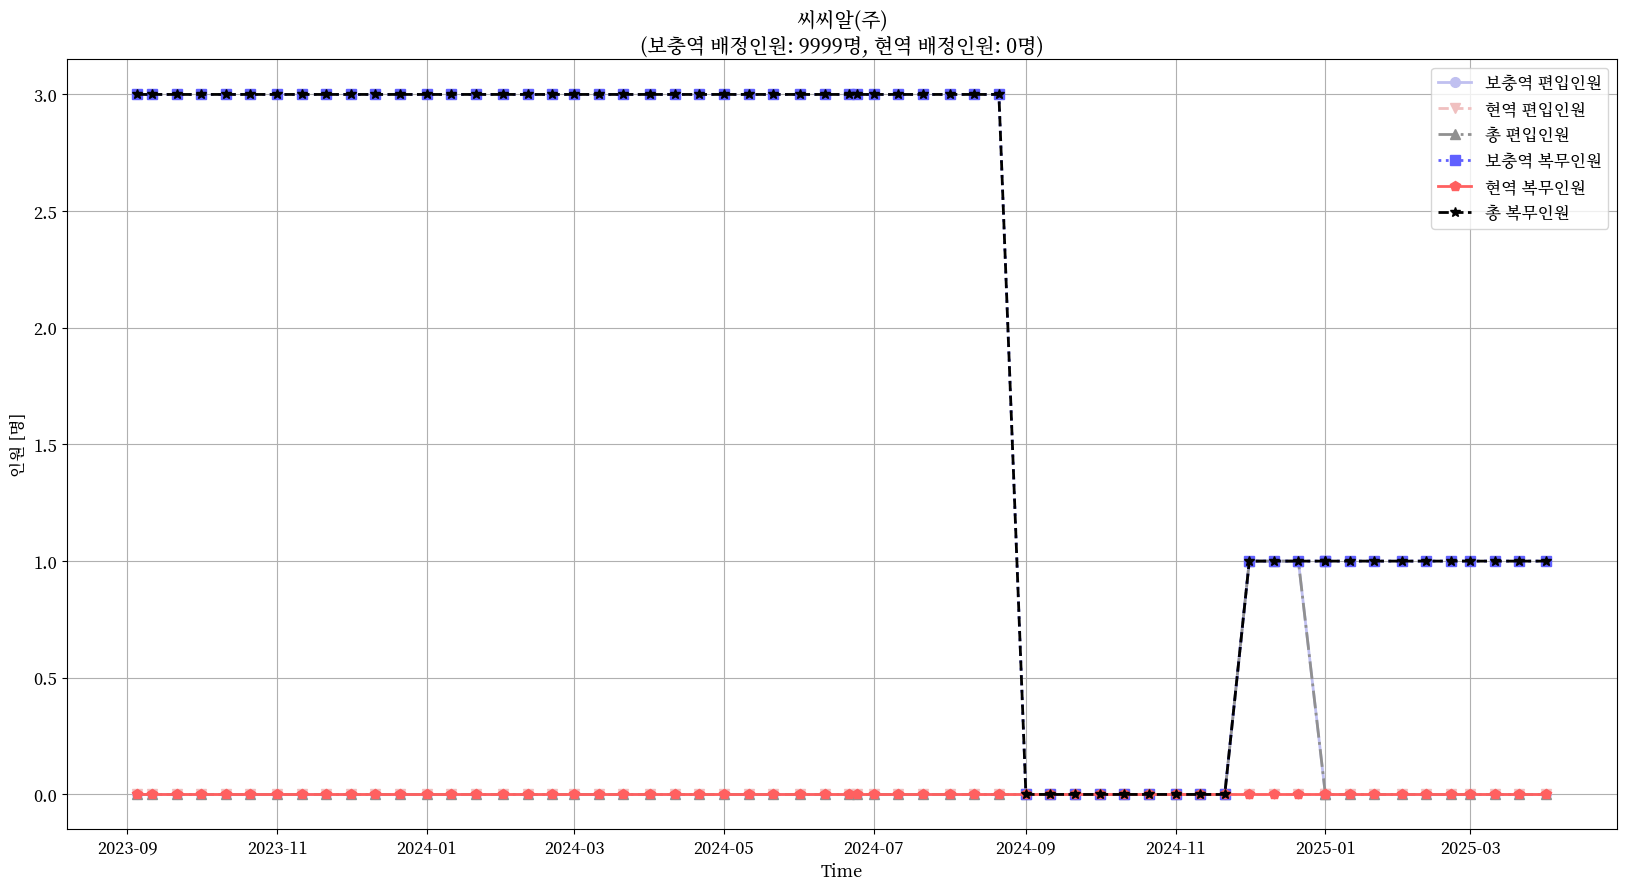 씨씨알(주)
(보충역 배정인원: 9999명, 현역 배정인원: 0명)
보충역 편입인원
현역 편입인원
총 편입인원
보충역 복무인원
현역 복무인원
총 복무인원
인원 [명]
3.0
2.5
2.0
1.5
1.0
0.5
0.0
2023-09
2023-11
2024-01
2024-03
2024-05
2024-07
2024-09
2024-11
2025-01
2025-03
Time